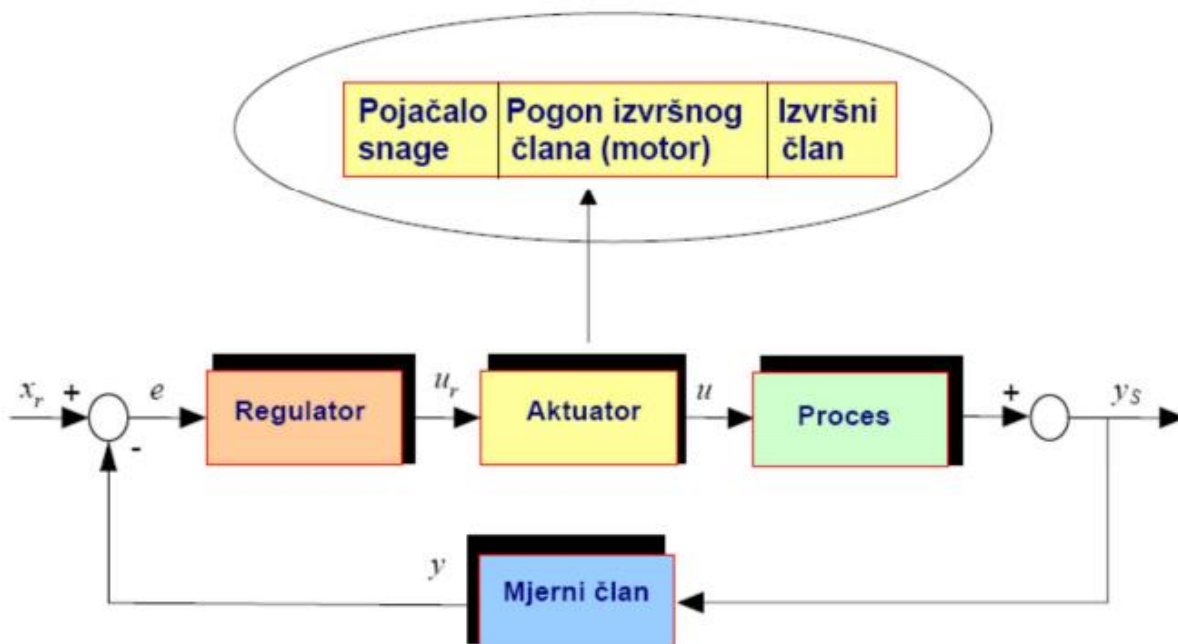 Pojačalo snage
Pogon izvršnog člana (motor)
Izvršni član
x_r
+
-
e
Regulator
u_r
Aktuator
u
Proces
+
y_S
y
Mjerni član